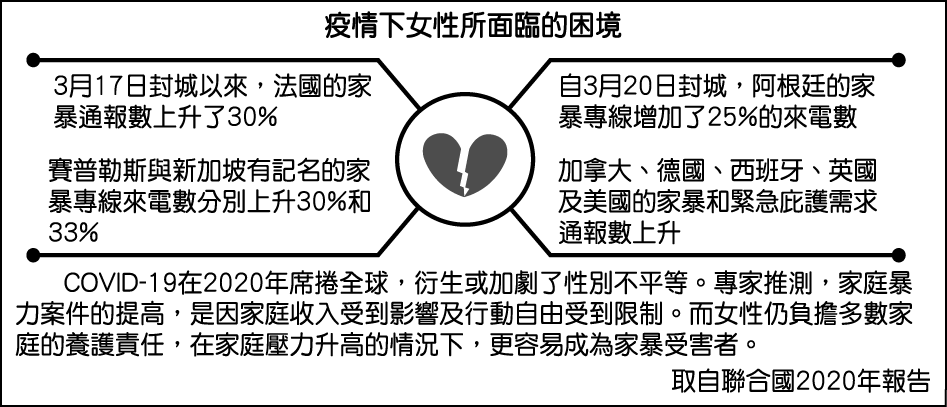 疫情下女性所面臨的困境
3月17日封城以來，法國的家
暴通報數上升了30%
自3月20日封城，阿根廷的家
暴專線增加了25%的來電數
賽普勒斯與新加坡有記名的家
暴專線來電數分別上升30%和
33%
加拿大、德國、西班牙、英國
及美國的家暴和緊急庇護需求
通報數上升
COVID-19在2020年席捲全球，衍生或加劇了性別不平等。專家推測，家庭暴
力案件的提高，是因家庭收入受到影響及行動自由受到限制。而女性仍負擔多數家
庭的養護責任，在家庭壓力升高的情況下，更容易成為家暴受害者。
取自聯合國2020年報告